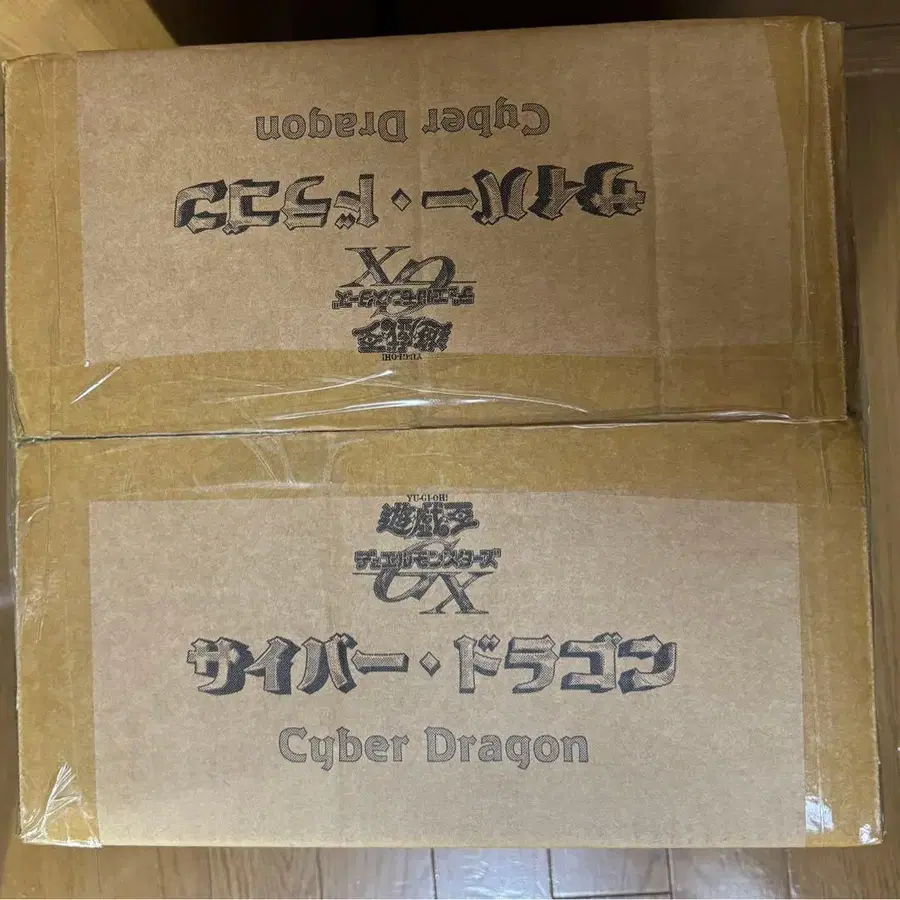 Cyber Dragon
サイバー・ドラゴン
GX
デュエルモンスターズ
遊戯王
YU-GI-OH!
YU-GI-OH!
遊戯王
デュエルモンスターズ
GX
サイバー・ドラゴン
Cyber Dragon